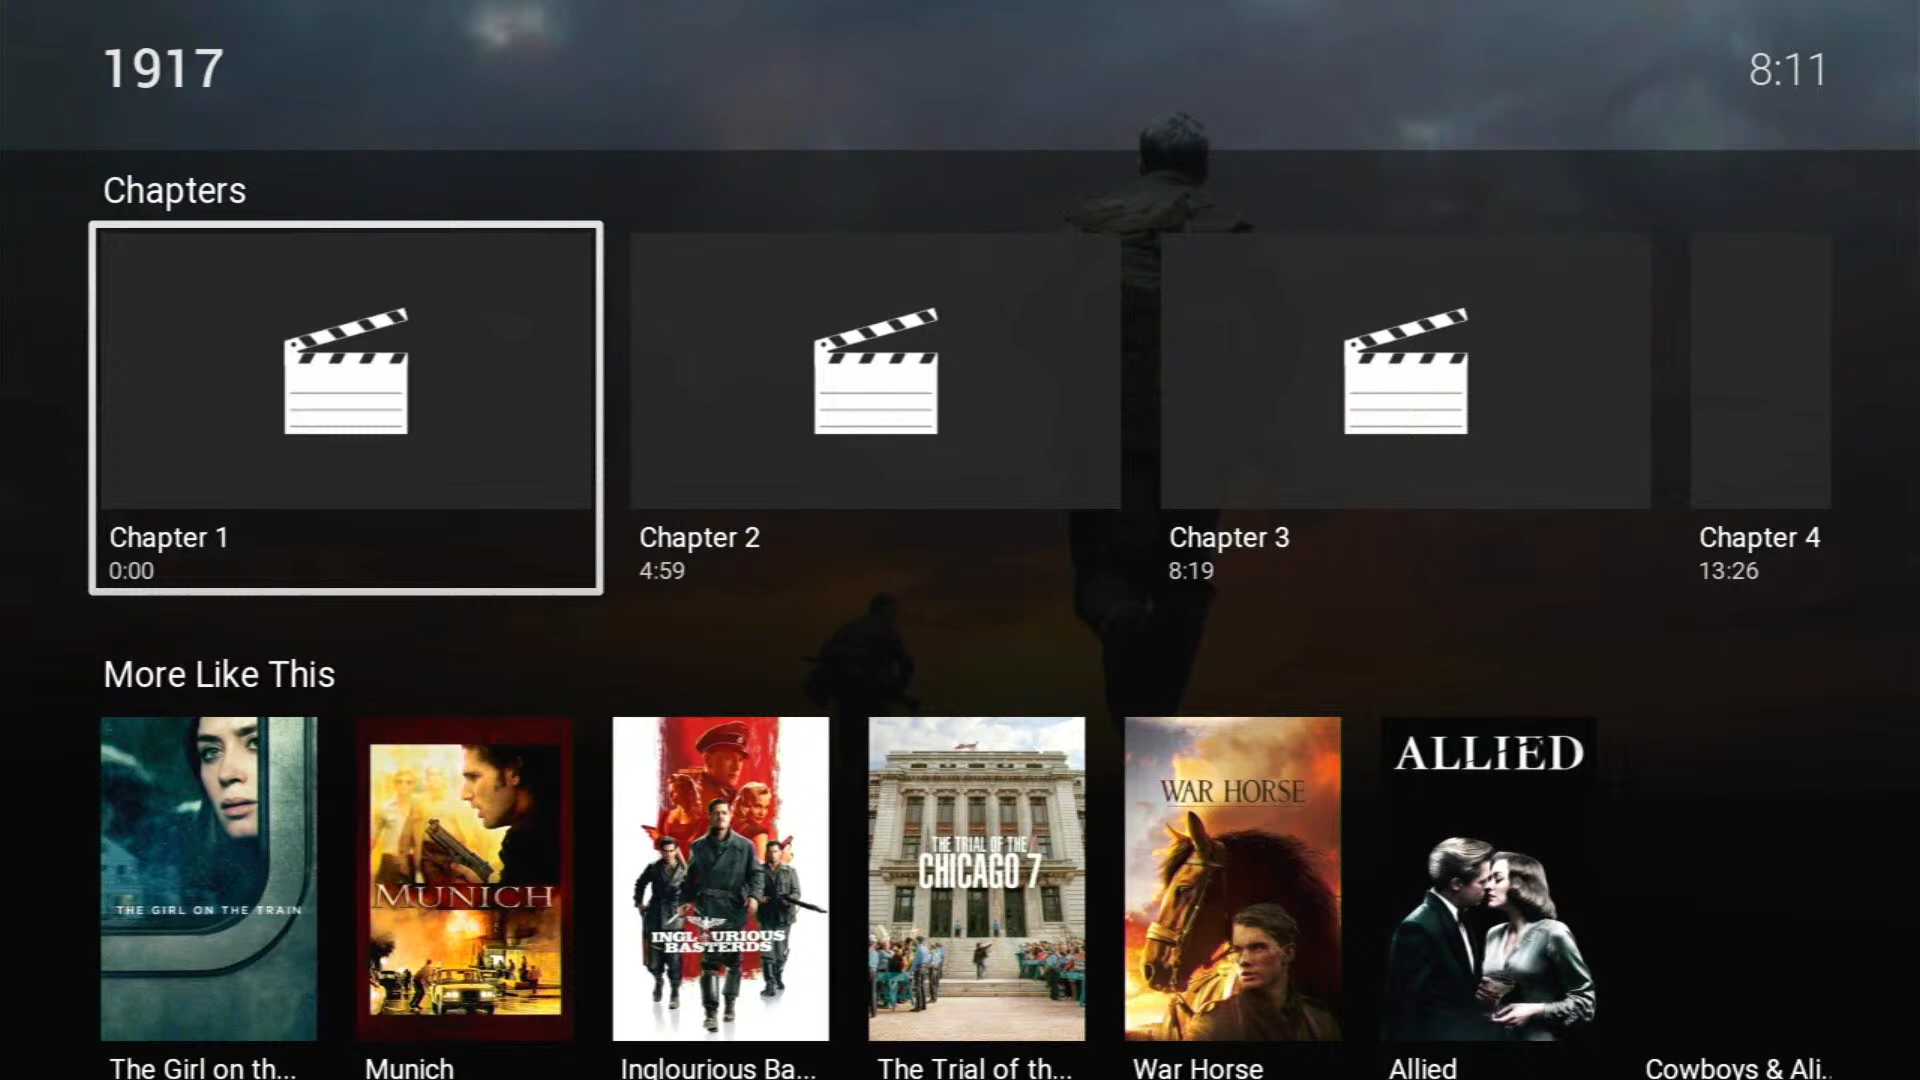 1917
8:11
Chapters
Chapter 1
0:00
Chapter 2
4:59
Chapter 3
8:19
Chapter 4
13:26
More Like This
THE GIRL ON THE TRAIN
MUNICH
INGLOURIOUS
BASTERDS
THE TRIAL OF THE
CHICAGO 7
WAR HORSE
ALLIED
The Girl on th...
Munich
Inglourious Ba...
The Trial of th...
War Horse
Allied
Cowboys & Ali..